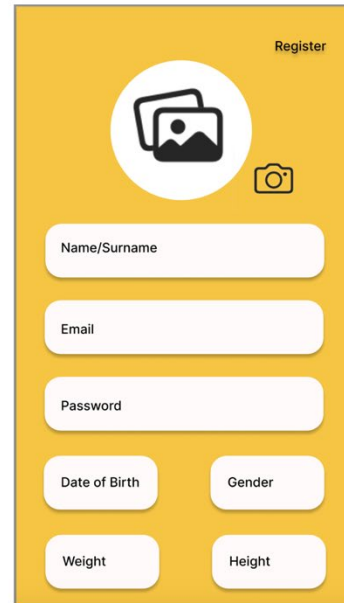 Register
Name/Surname
Email
Password
Date of Birth Gender
Weight Height